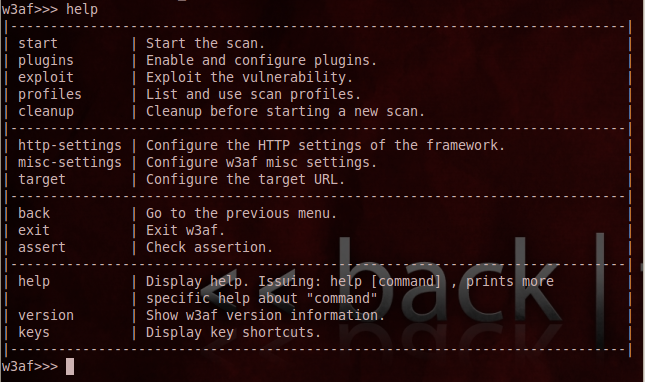 w3af>>> help
|----------------------------------------------------------------------------|
| start         | Start the scan.                                            |
| plugins       | Enable and configure plugins.                              |
| exploit       | Exploit the vulnerability.                                 |
| profiles      | List and use scan profiles.                                |
| cleanup       | Cleanup before starting a new scan.                        |
|----------------------------------------------------------------------------|
| http-settings | Configure the HTTP settings of the framework.              |
| misc-settings | Configure w3af misc settings.                              |
| target        | Configure the target URL.                                  |
|----------------------------------------------------------------------------|
| back          | Go to the previous menu.                                   |
| exit          | Exit w3af.                                                 |
| assert        | Check assertion.                                           |
|----------------------------------------------------------------------------|
| help          | Display help. Issuing: help [command] , prints more        |
|               | specific help about "command"                              |
| version       | Show w3af version information.                             |
| keys          | Display key shortcuts.                                     |
|----------------------------------------------------------------------------|
w3af>>>
<< back |